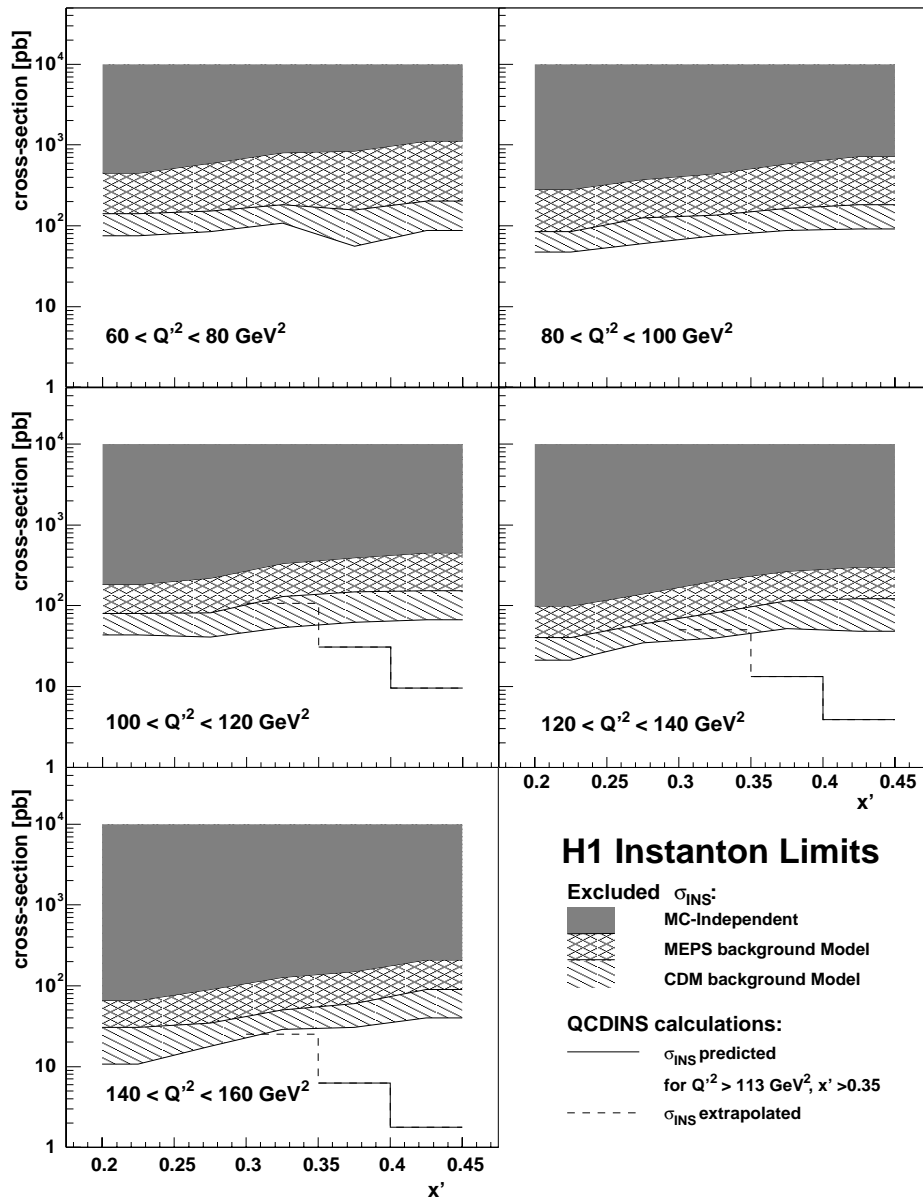 cross-section [pb]
10⁴
10³
10²
10
1
60 < Q'² < 80 GeV²
80 < Q'² < 100 GeV²
cross-section [pb]
10⁴
10³
10²
10
1
100 < Q'² < 120 GeV²
120 < Q'² < 140 GeV²
0.2 0.25 0.3 0.35 0.4 0.45
x'
cross-section [pb]
10⁴
10³
10²
10
1
140 < Q'² < 160 GeV²
0.2 0.25 0.3 0.35 0.4 0.45
x'
H1 Instanton Limits
Excluded σINS:
MC-Independent
MEPS background Model
CDM background Model
QCDINS calculations:
σINS predicted
for Q'² > 113 GeV², x' >0.35
σINS extrapolated